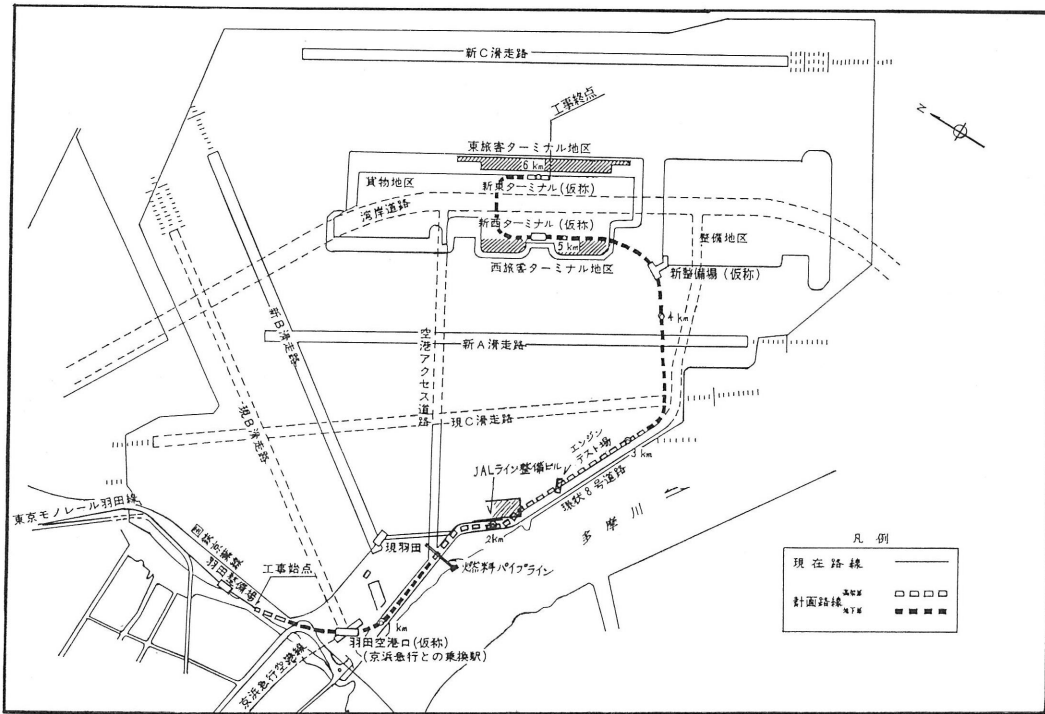 新C滑走路
工事終点
N
東旅客ターミナル地区
6 km
貨物地区
新東ターミナル(仮称)
湾岸道路
新西ターミナル(仮称)
5 km
整備地区
西旅客ターミナル地区
新整備場(仮称)
4 km
新B滑走路
空港アクセス道路
新A滑走路
現B滑走路
現C滑走路
エンジン
テスト場
3 km
JALライン整備ビル
環状8号道路
東京モノレール羽田線
多摩川
2km
凡例
現在路線
計画路線
高架部
地下部
羽田整備場
工事始点
現羽田
燃料パイプライン
1 km
羽田空港口(仮称)
(京浜急行との乗換駅)
京浜急行空港線